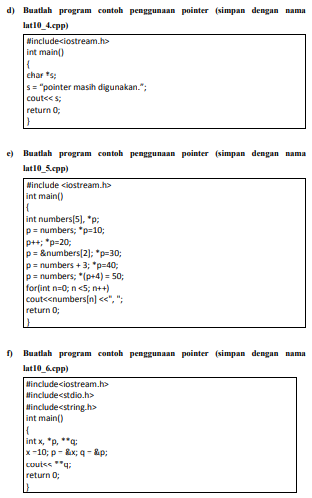 d) Buatlah program contoh penggunaan pointer (simpan dengan nama
lat10_4.cpp)
#include<iostream.h>
int main()
{
char *s;
s = "pointer masih digunakan.";
cout<< s;
return 0;
}
e) Buatlah program contoh penggunaan pointer (simpan dengan nama
lat10_5.cpp)
#include <iostream.h>
int main()
{
int numbers[5], *p;
p = numbers; *p=10;
p++; *p=20;
p = &numbers[2]; *p=30;
p = numbers + 3; *p=40;
p = numbers; *(p+4) = 50;
for(int n=0; n <5; n++)
cout<<numbers[n] <<", ";
return 0;
}
f) Buatlah program contoh penggunaan pointer (simpan dengan nama
lat10_6.cpp)
#include<iostream.h>
#include<stdio.h>
#include<string.h>
int main()
{
int x, *p, **q;
x =10; p = &x; q = &p;
cout<< **q;
return 0;
}